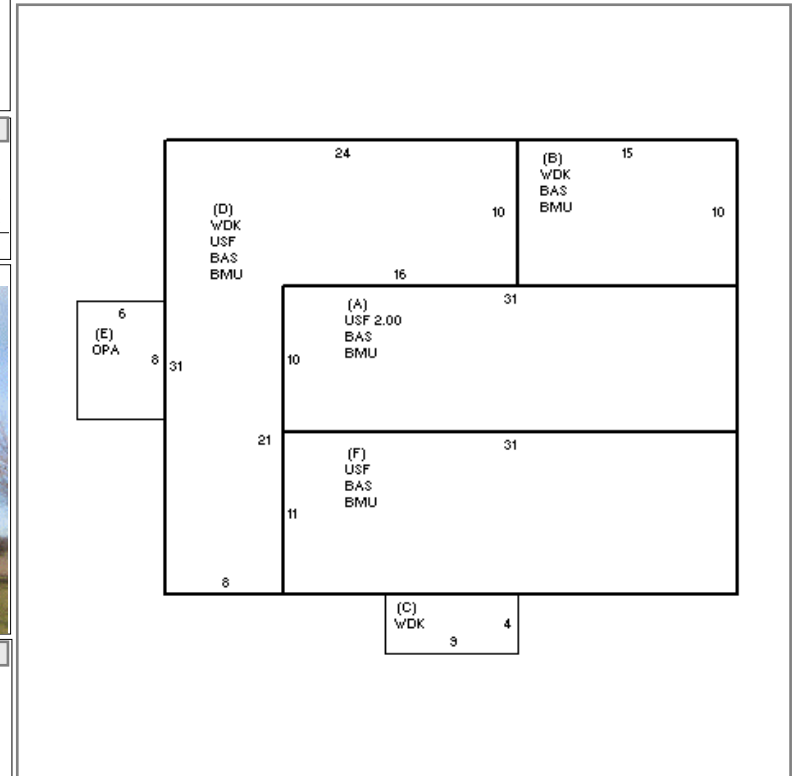 24
(B)
15
WDK
BAS
BMU
10
10
(D)
WDK
USF
BAS
BMU
16
31
(A)
USF 2.00
BAS
BMU
6
(E)
OPA
8
31
10
21
31
(F)
USF
BAS
BMU
11
8
(C)
WDK
4
9